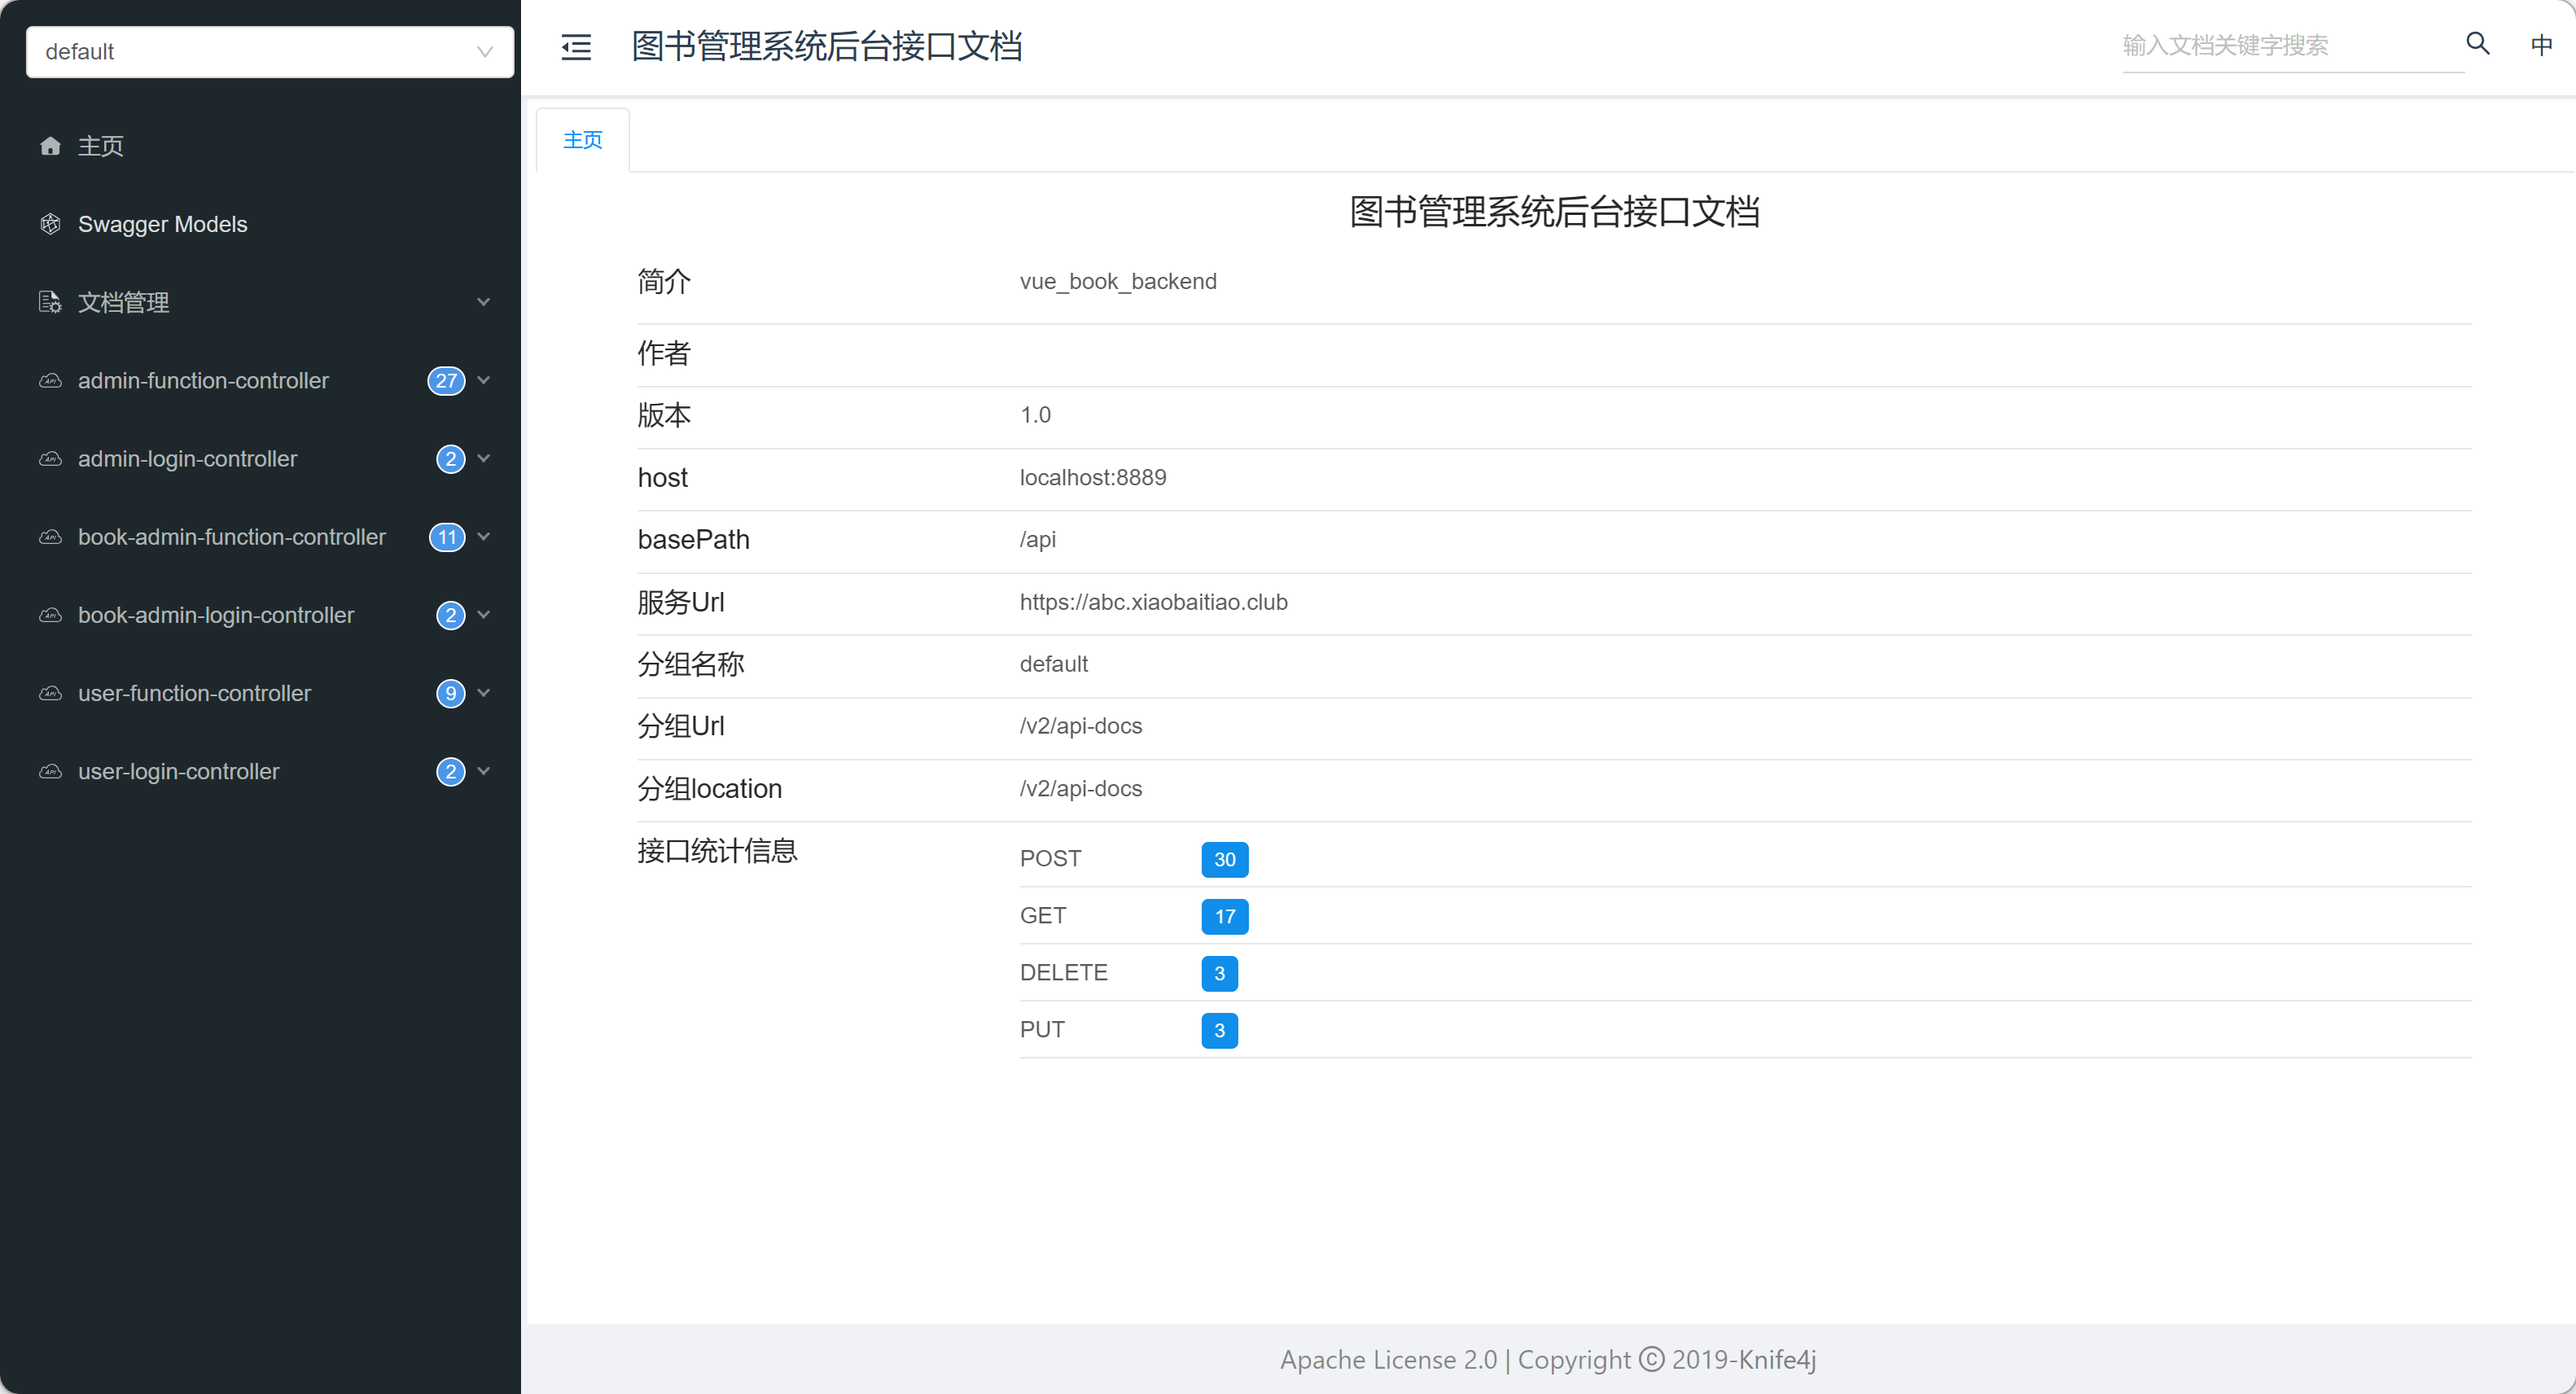 default
主页
Swagger Models
文档管理
admin-function-controller 27
admin-login-controller 2
book-admin-function-controller 11
book-admin-login-controller 2
user-function-controller 9
user-login-controller 2
图书管理系统后台接口文档
输入文档关键字搜索
中
主页
图书管理系统后台接口文档
简介 vue_book_backend
作者
版本 1.0
host localhost:8889
basePath /api
服务Url https://abc.xiaobaitiao.club
分组名称 default
分组Url /v2/api-docs
分组location /v2/api-docs
接口统计信息
POST 30
GET 17
DELETE 3
PUT 3
Apache License 2.0 | Copyright © 2019-Knife4j